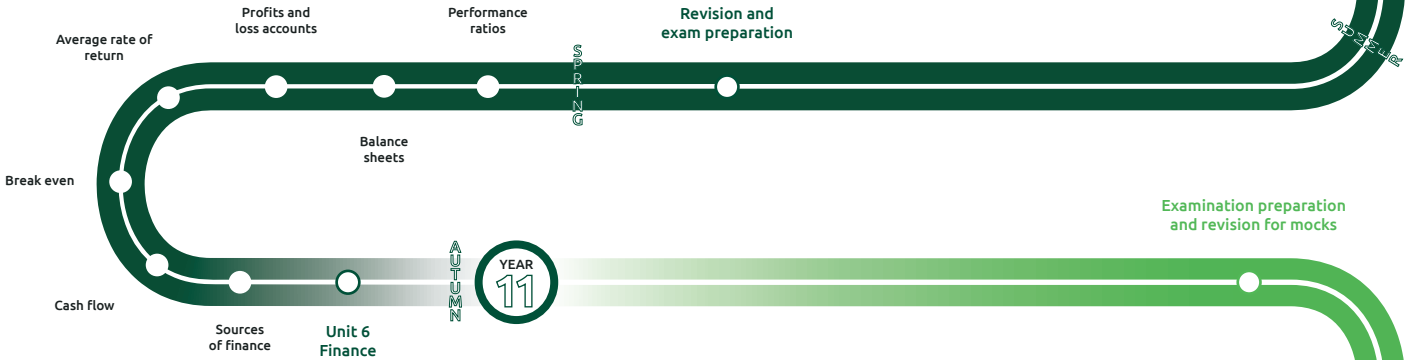 Profits and
loss accounts
Performance
ratios
Revision and
exam preparation
Average rate of
return
SPRING
SUMMER
Balance
sheets
Break even
Examination preparation
and revision for mocks
AUTUMN
YEAR
11
Cash flow
Sources
of finance
Unit 6
Finance